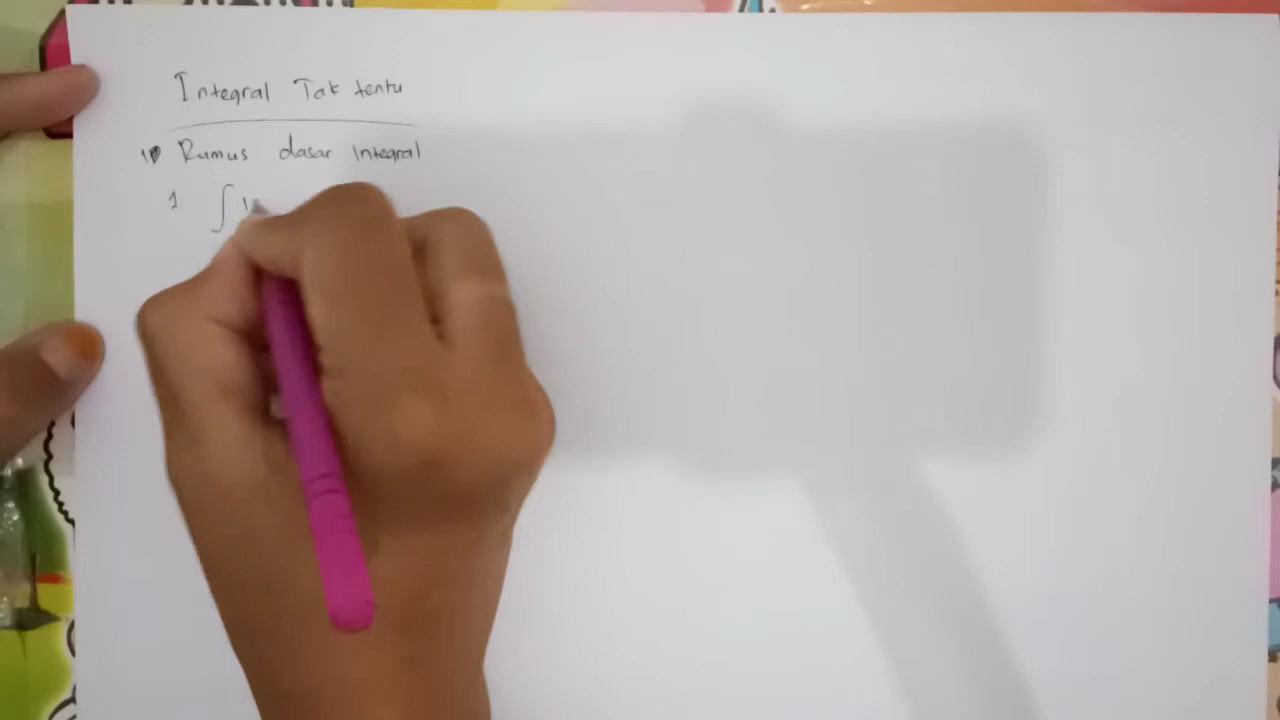 Integral Tak tentu
Rumus dasar Integral
1 ∫